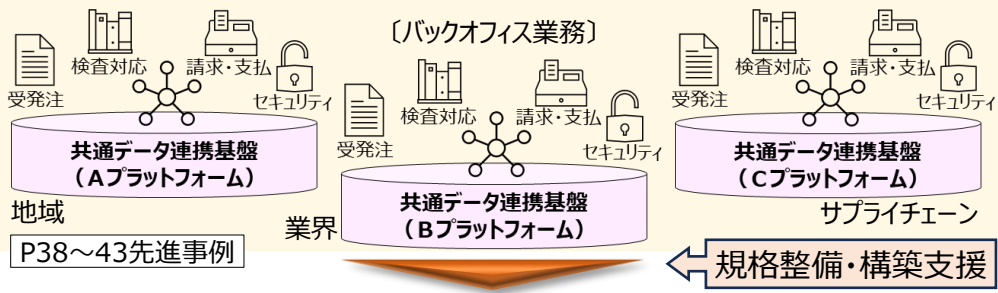 〔バックオフィス業務〕
検査対応
請求・支払
受発注
セキュリティ
共通データ連携基盤
（Aプラットフォーム）
地域
検査対応
請求・支払
受発注
セキュリティ
共通データ連携基盤
（Bプラットフォーム）
業界
検査対応
請求・支払
受発注
セキュリティ
共通データ連携基盤
（Cプラットフォーム）
サプライチェーン
P38～43先進事例
規格整備・構築支援